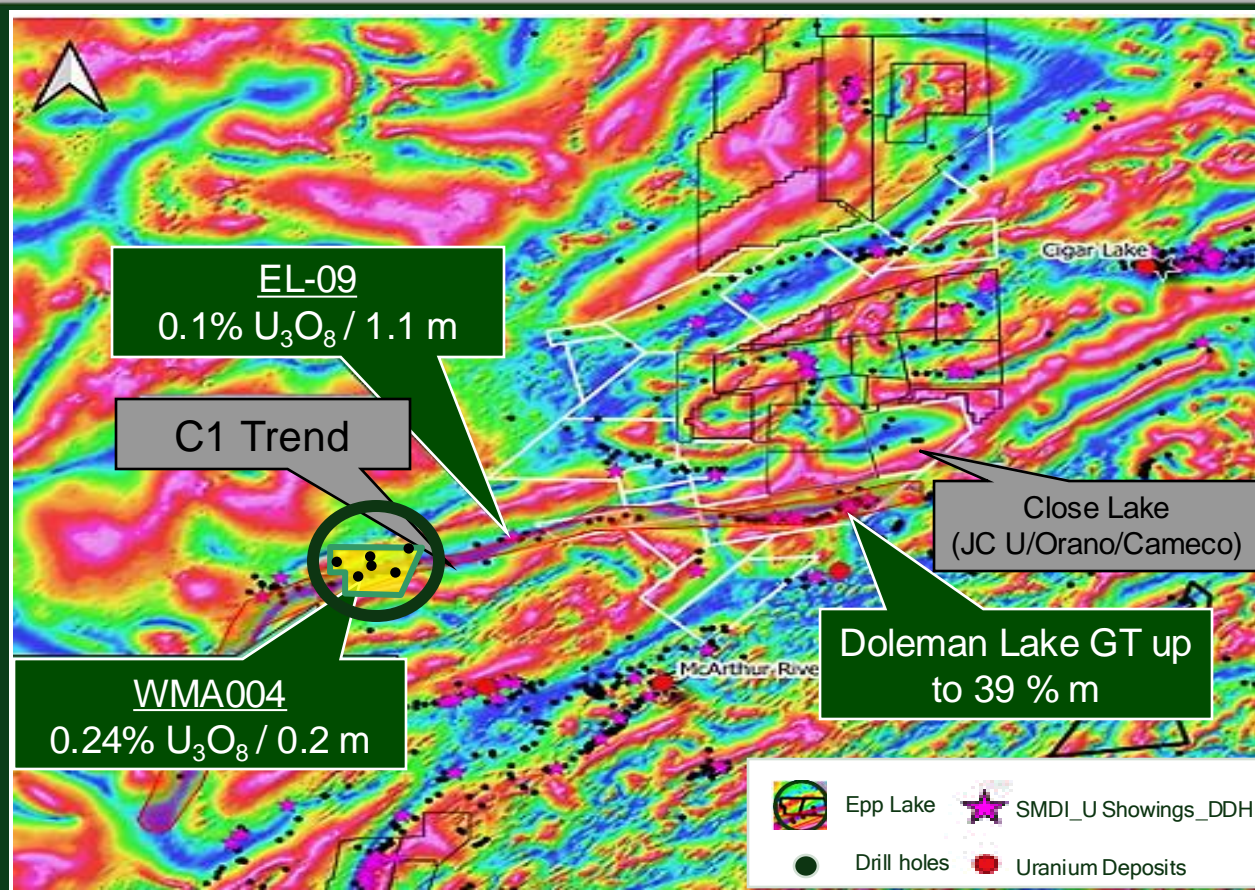 Cigar Lake
EL-09
0.1% U₃O₈ / 1.1 m
C1 Trend
Close Lake
(JC U/Orano/Cameco)
Doleman Lake GT up
to 39 % m
McArthur Rive
WMA004
0.24% U₃O₈ / 0.2 m
Epp Lake
SMDI_U Showings_DDH
Drill holes
Uranium Deposits